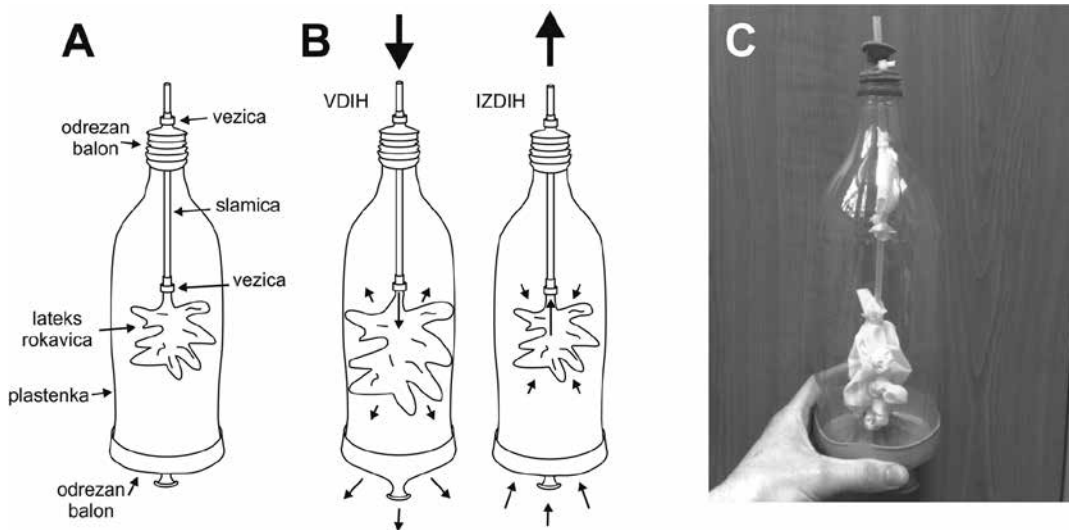 A
vezica
odrezan
balon
slamica
vezica
lateks
rokavica
plastenka
odrezan
balon
B
VDIH
IZDIH
C